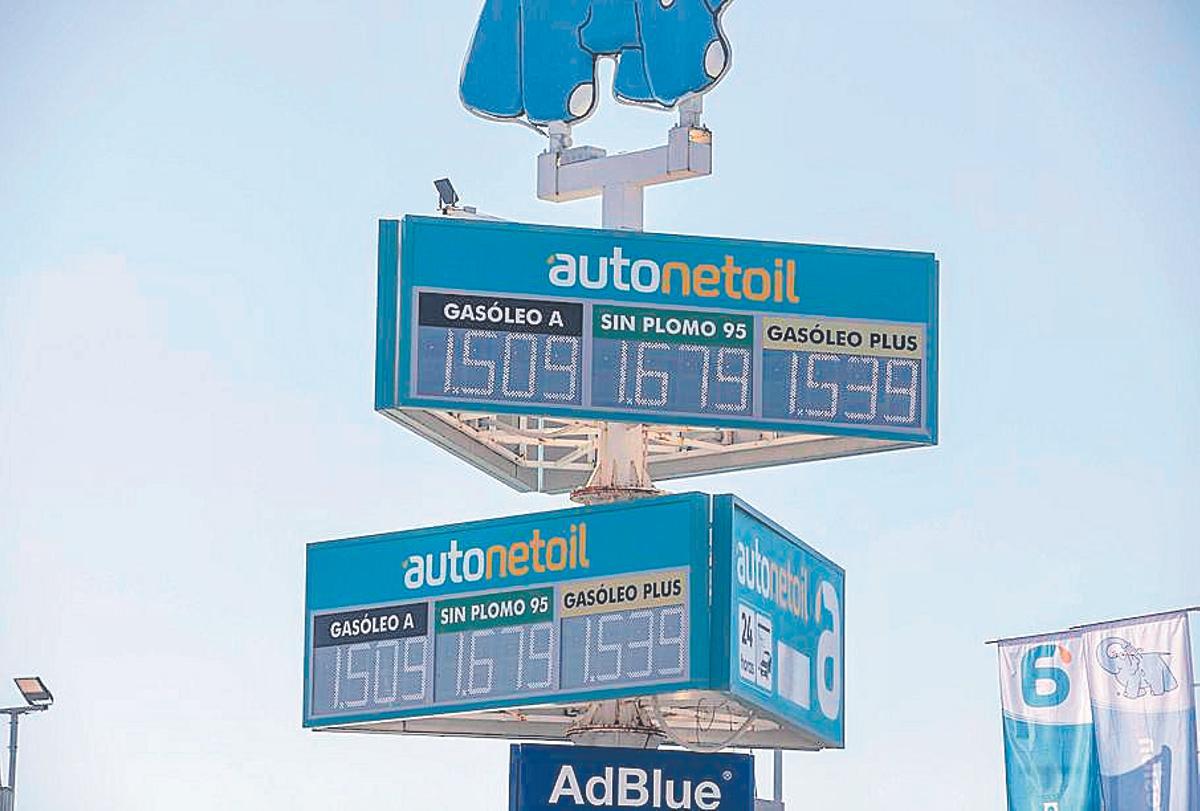 autonetoil
GASÓLEO A SIN PLOMO 95 GASÓLEO PLUS
1.509 1.679 1.539
autonetoil
GASÓLEO A SIN PLOMO 95 GASÓLEO PLUS
1.509 1.679 1.539
autonetoil
24
horas
a
AdBlue®